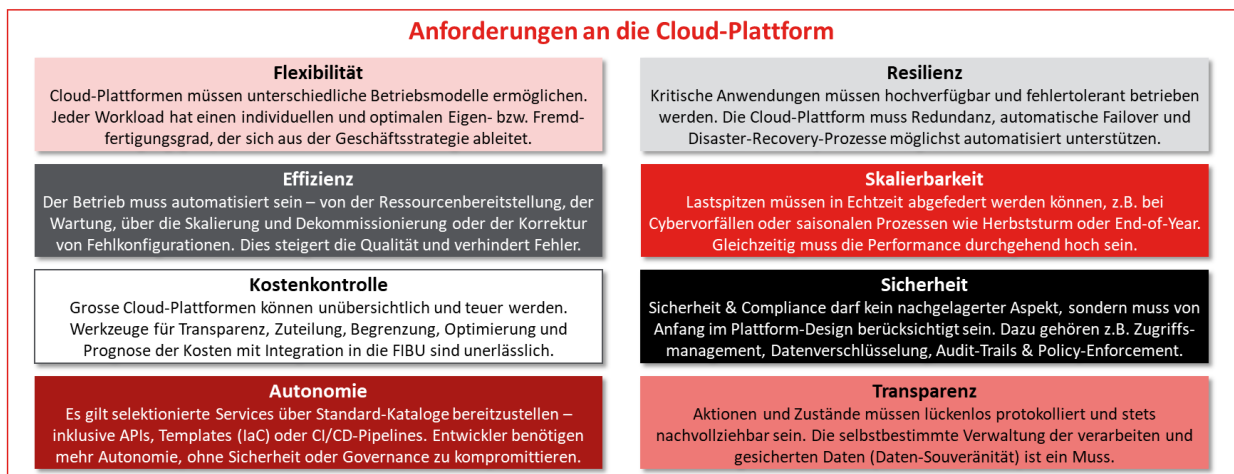 Anforderungen an die Cloud-Plattform
Flexibilität
Cloud-Plattformen müssen unterschiedliche Betriebsmodelle ermöglichen.
Jeder Workload hat einen individuellen und optimalen Eigen- bzw. Fremd-
fertigungsgrad, der sich aus der Geschäftsstrategie ableitet.
Resilienz
Kritische Anwendungen müssen hochverfügbar und fehlertolerant betrieben
werden. Die Cloud-Plattform muss Redundanz, automatische Failover und
Disaster-Recovery-Prozesse möglichst automatisiert unterstützen.
Effizienz
Der Betrieb muss automatisiert sein – von der Ressourcenbereitstellung, der
Wartung, über die Skalierung und Dekommissionierung oder der Korrektur
von Fehlkonfigurationen. Dies steigert die Qualität und verhindert Fehler.
Skalierbarkeit
Lastspitzen müssen in Echtzeit abgefedert werden können, z.B. bei
Cybervorfällen oder saisonalen Prozessen wie Herbststurm oder End-of-Year.
Gleichzeitig muss die Performance durchgehend hoch sein.
Kostenkontrolle
Grosse Cloud-Plattformen können unübersichtlich und teuer werden.
Werkzeuge für Transparenz, Zuteilung, Begrenzung, Optimierung und
Prognose der Kosten mit Integration in die FIBU sind unerlässlich.
Sicherheit
Sicherheit & Compliance darf kein nachgelagerter Aspekt, sondern muss von
Anfang im Plattform-Design berücksichtigt sein. Dazu gehören z.B. Zugriffs-
management, Datenverschlüsselung, Audit-Trails & Policy-Enforcement.
Autonomie
Es gilt selektionierte Services über Standard-Kataloge bereitzustellen –
inklusive APIs, Templates (IaC) oder CI/CD-Pipelines. Entwickler benötigen
mehr Autonomie, ohne Sicherheit oder Governance zu kompromittieren.
Transparenz
Aktionen und Zustände müssen lückenlos protokolliert und stets
nachvollziehbar sein. Die selbstbestimmte Verwaltung der verarbeiten und
gesicherten Daten (Daten-Souveränität) ist ein Muss.